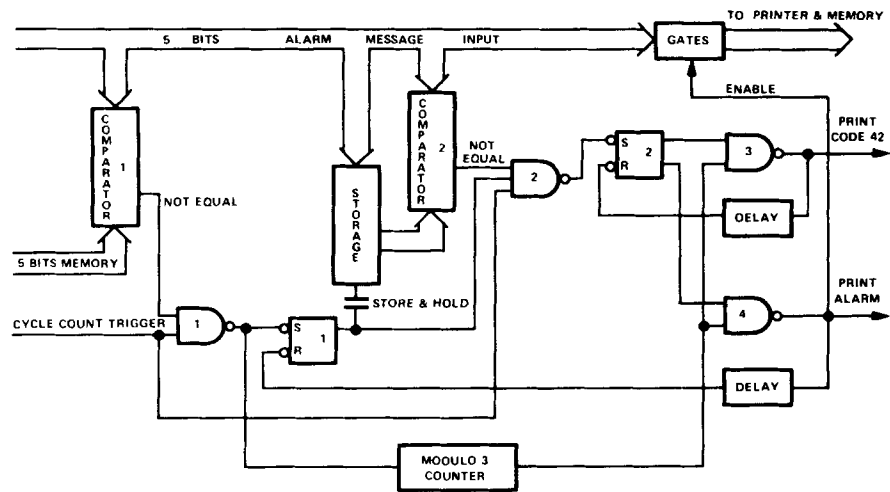 TO PRINTER & MEMORY
5 BITS ALARM MESSAGE INPUT
GATES
ENABLE
COMPARATOR 1
COMPARATOR 2
PRINT
CODE 42
NOT
EQUAL
2
S
R
2
3
NOT EQUAL
STORAGE
DELAY
5 BITS MEMORY
STORE & HOLD
PRINT
ALARM
CYCLE COUNT TRIGGER
1
S
R
1
4
DELAY
MODULO 3
COUNTER